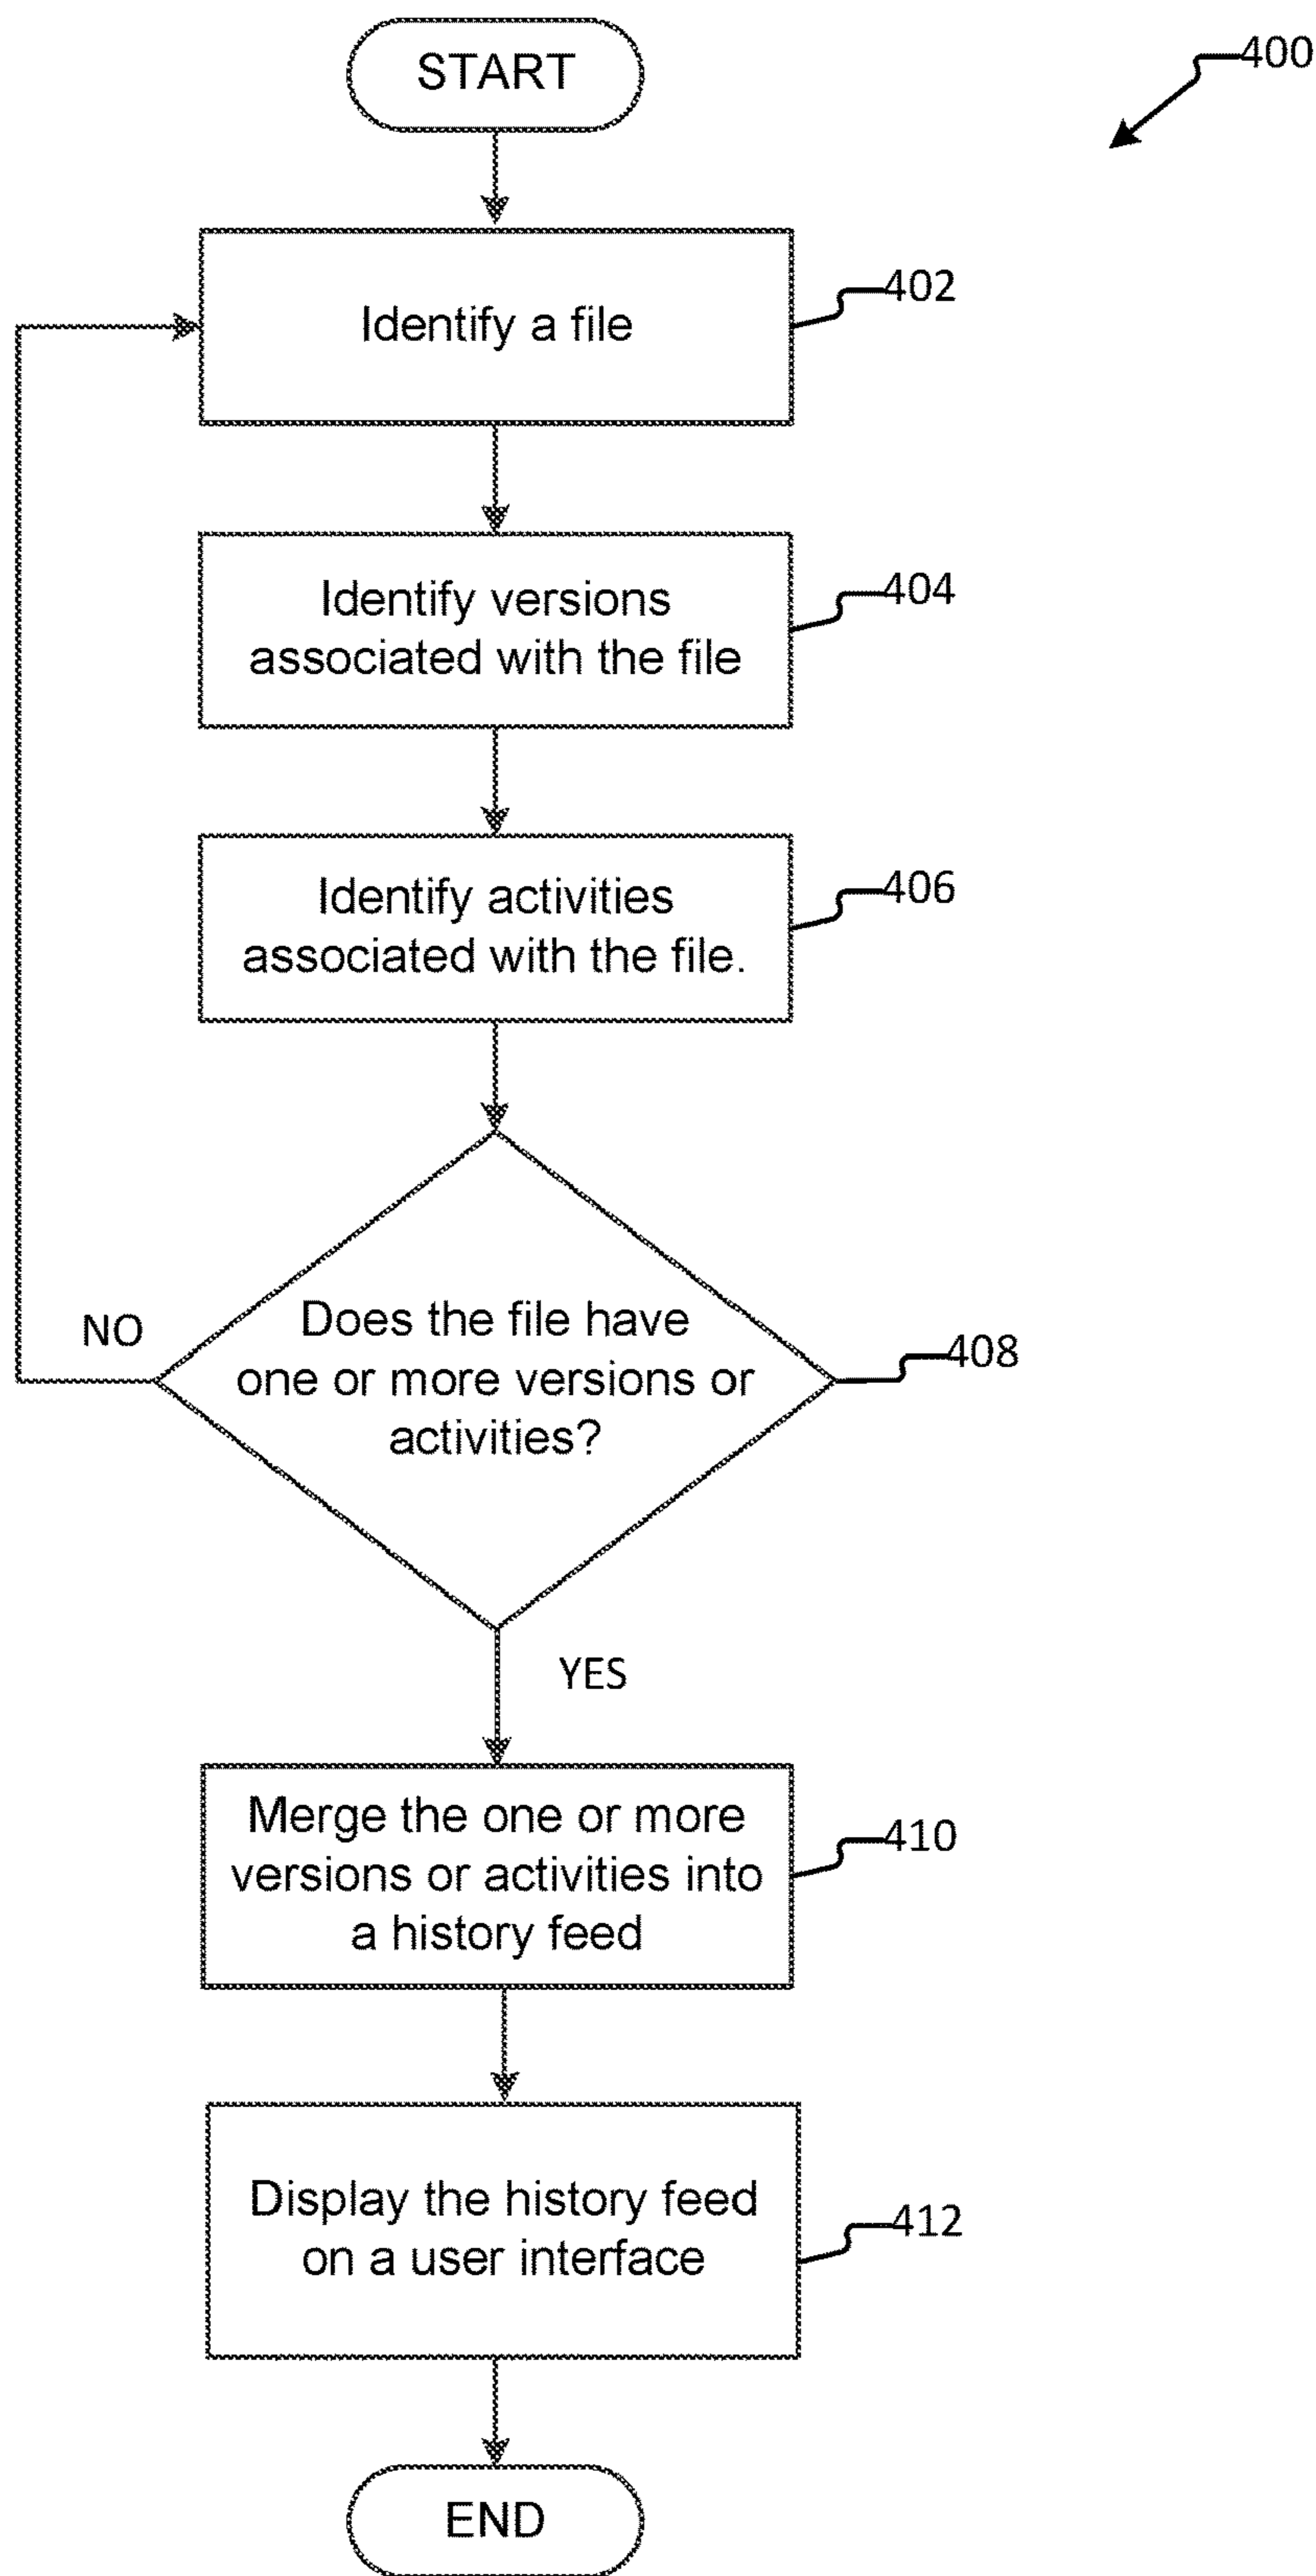 START
400
Identify a file
402
Identify versions
associated with the file
404
Identify activities
associated with the file.
406
Does the file have
one or more versions or
activities?
408
NO
YES
Merge the one or more
versions or activities into
a history feed
410
Display the history feed
on a user interface
412
END